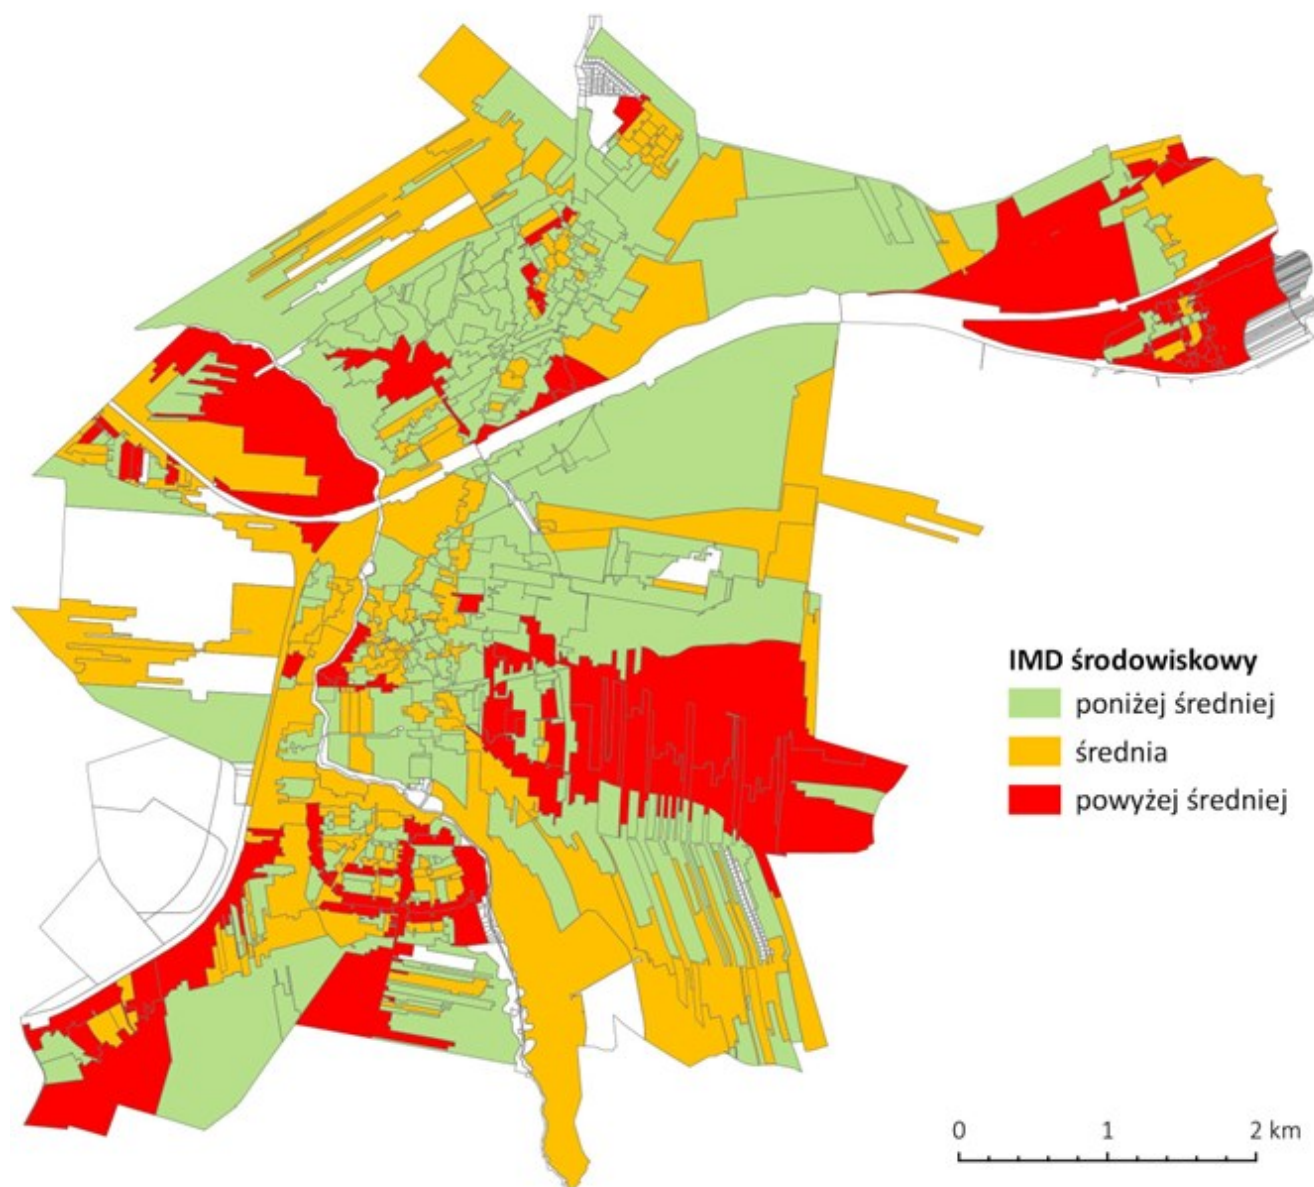 IMD środowiskowy
poniżej średniej
średnia
powyżej średniej
0 1 2 km